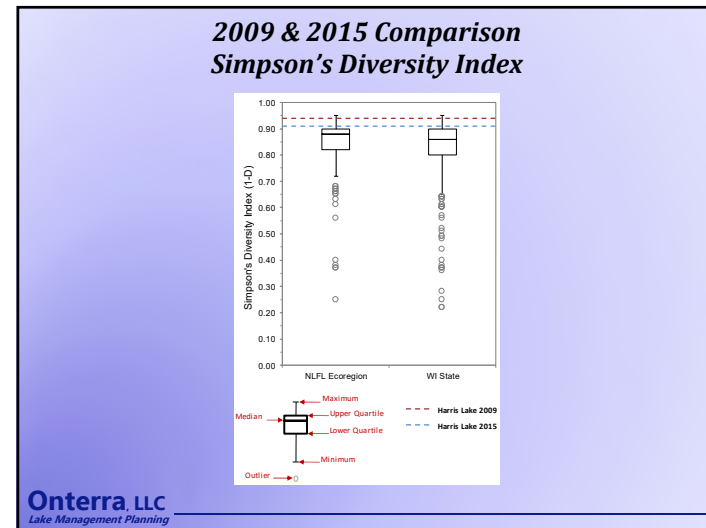 2009 & 2015 Comparison
Simpson's Diversity Index
1.00
0.90
0.80
0.70
0.60
0.50
0.40
0.30
0.20
0.10
0.00
Simpson's Diversity Index (1-D)
NLFL Ecoregion WI State
Maximum
Median
Upper Quartile
Lower Quartile
Minimum
Outlier
Harris Lake 2009
Harris Lake 2015
Onterra, LLC
Lake Management Planning